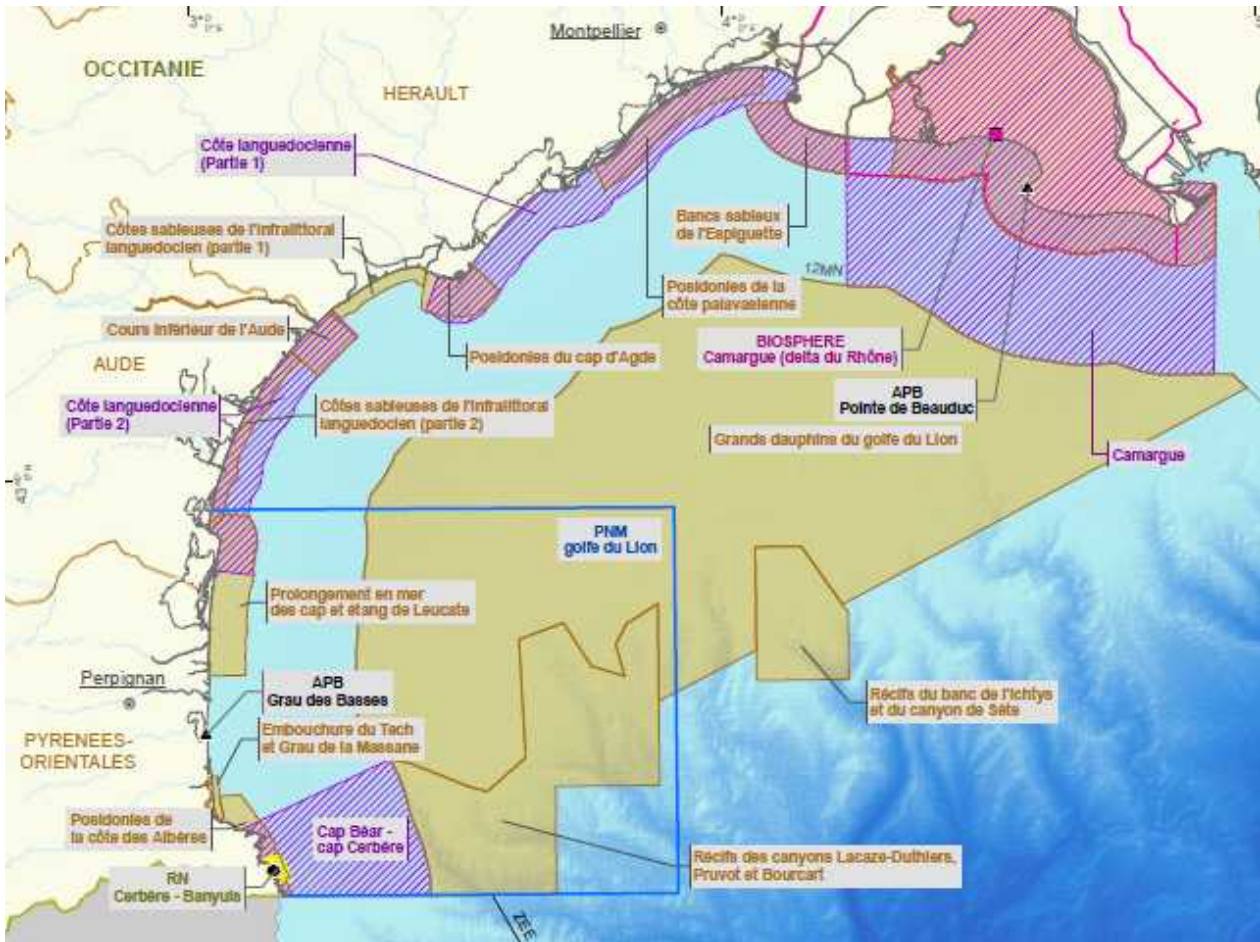 3°
0'E
4°
0'E
Montpellier
OCCITANIE
HERAULT
Côte languedocienne
(Partie 1)
Côtes sableuses de l'infralittoral
languedocien (partie 1)
Bancs sableux
de l'Espiguette
12MN
Posidonies de la
côte palavasienne
Cours inférieur de l'Aude
BIOSPHERE
Camargue (delta du Rhône)
Posidonies du cap d'Agde
AUDE
APB
Pointe de Beauduc
Côte languedocienne
(Partie 2)
Côtes sableuses de l'infralittoral
languedocien (partie 2)
Grands dauphins du golfe du Lion
Camargue
43°
0'N
PNM
golfe du Lion
Prolongement en mer
des cap et étang de Leucate
Perpignan
APB
Grau des Basses
Récifs du banc de l'Ichtys
et du canyon de Sète
Embouchure du Tech
et Grau de la Massane
PYRENEES-
ORIENTALES
Posidonies de
la côte des Albères
Cap Béar -
cap Cerbère
Récifs des canyons Lacaze-Duthiers,
Pruvot et Bourcart
RN
Cerbère - Banyuls
ZEE